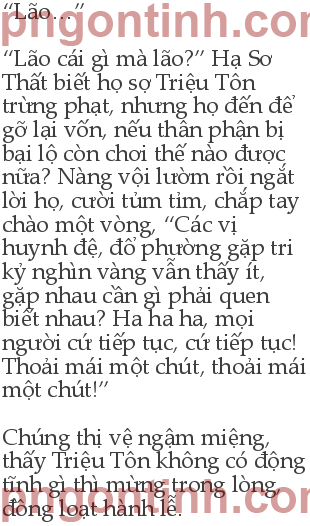 pngontinh.com
“Lão...”
“Lão cái gì mà lão?” Hạ Sơ
Thất biết họ sợ Triệu Tôn
trừng phạt, nhưng họ đến để
gỡ lại vốn, nếu thân phận bị
bại lộ còn chơi thế nào được
nữa? Nàng vội lườm rồi ngắt
lời họ, cười tủm tỉm, chắp tay
chào một vòng, “Các vị
huynh đệ, đổ phường gặp tri
kỷ nghìn vàng vẫn thấy ít,
gặp nhau cần gì phải quen
biết nhau? Ha ha ha, mọi
người cứ tiếp tục, cứ tiếp tục!
Thoải mái một chút, thoải mái
một chút!”
Chúng thị vệ ngậm miệng,
thấy Triệu Tôn không có động
tĩnh gì thì mừng trong lòng,
đồng loạt hành lễ.
pngontinh.com